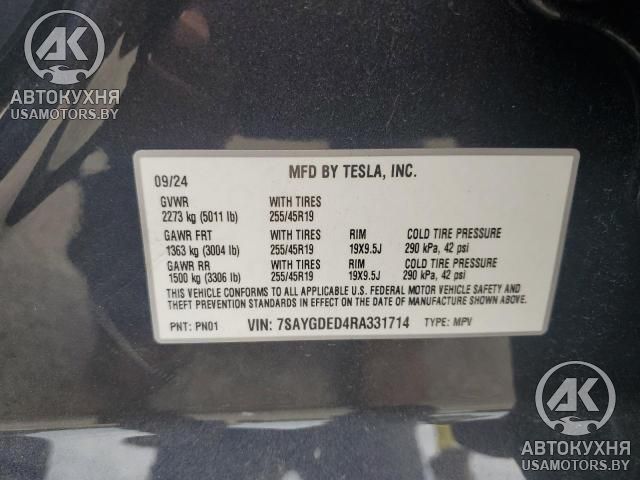 АК
АВТОКУХНЯ
USAMOTORS.BY
MFD BY TESLA, INC.
09/24
GVWR WITH TIRES
2273 kg (5011 lb) 255/45R19
GAWR FRT WITH TIRES RIM COLD TIRE PRESSURE
1363 kg (3004 lb) 255/45R19 19X9.5J 290 kPa, 42 psi
GAWR RR WITH TIRES RIM COLD TIRE PRESSURE
1500 kg (3306 lb) 255/45R19 19X9.5J 290 kPa, 42 psi
THIS VEHICLE CONFORMS TO ALL APPLICABLE U.S. FEDERAL MOTOR VEHICLE SAFETY AND
THEFT PREVENTION STANDARDS IN EFFECT ON THE DATE OF MANUFACTURE SHOWN ABOVE.
PNT: PN01 VIN: 7SAYGDED4RA331714 TYPE: MPV
АК
АВТОКУХНЯ
USAMOTORS.BY